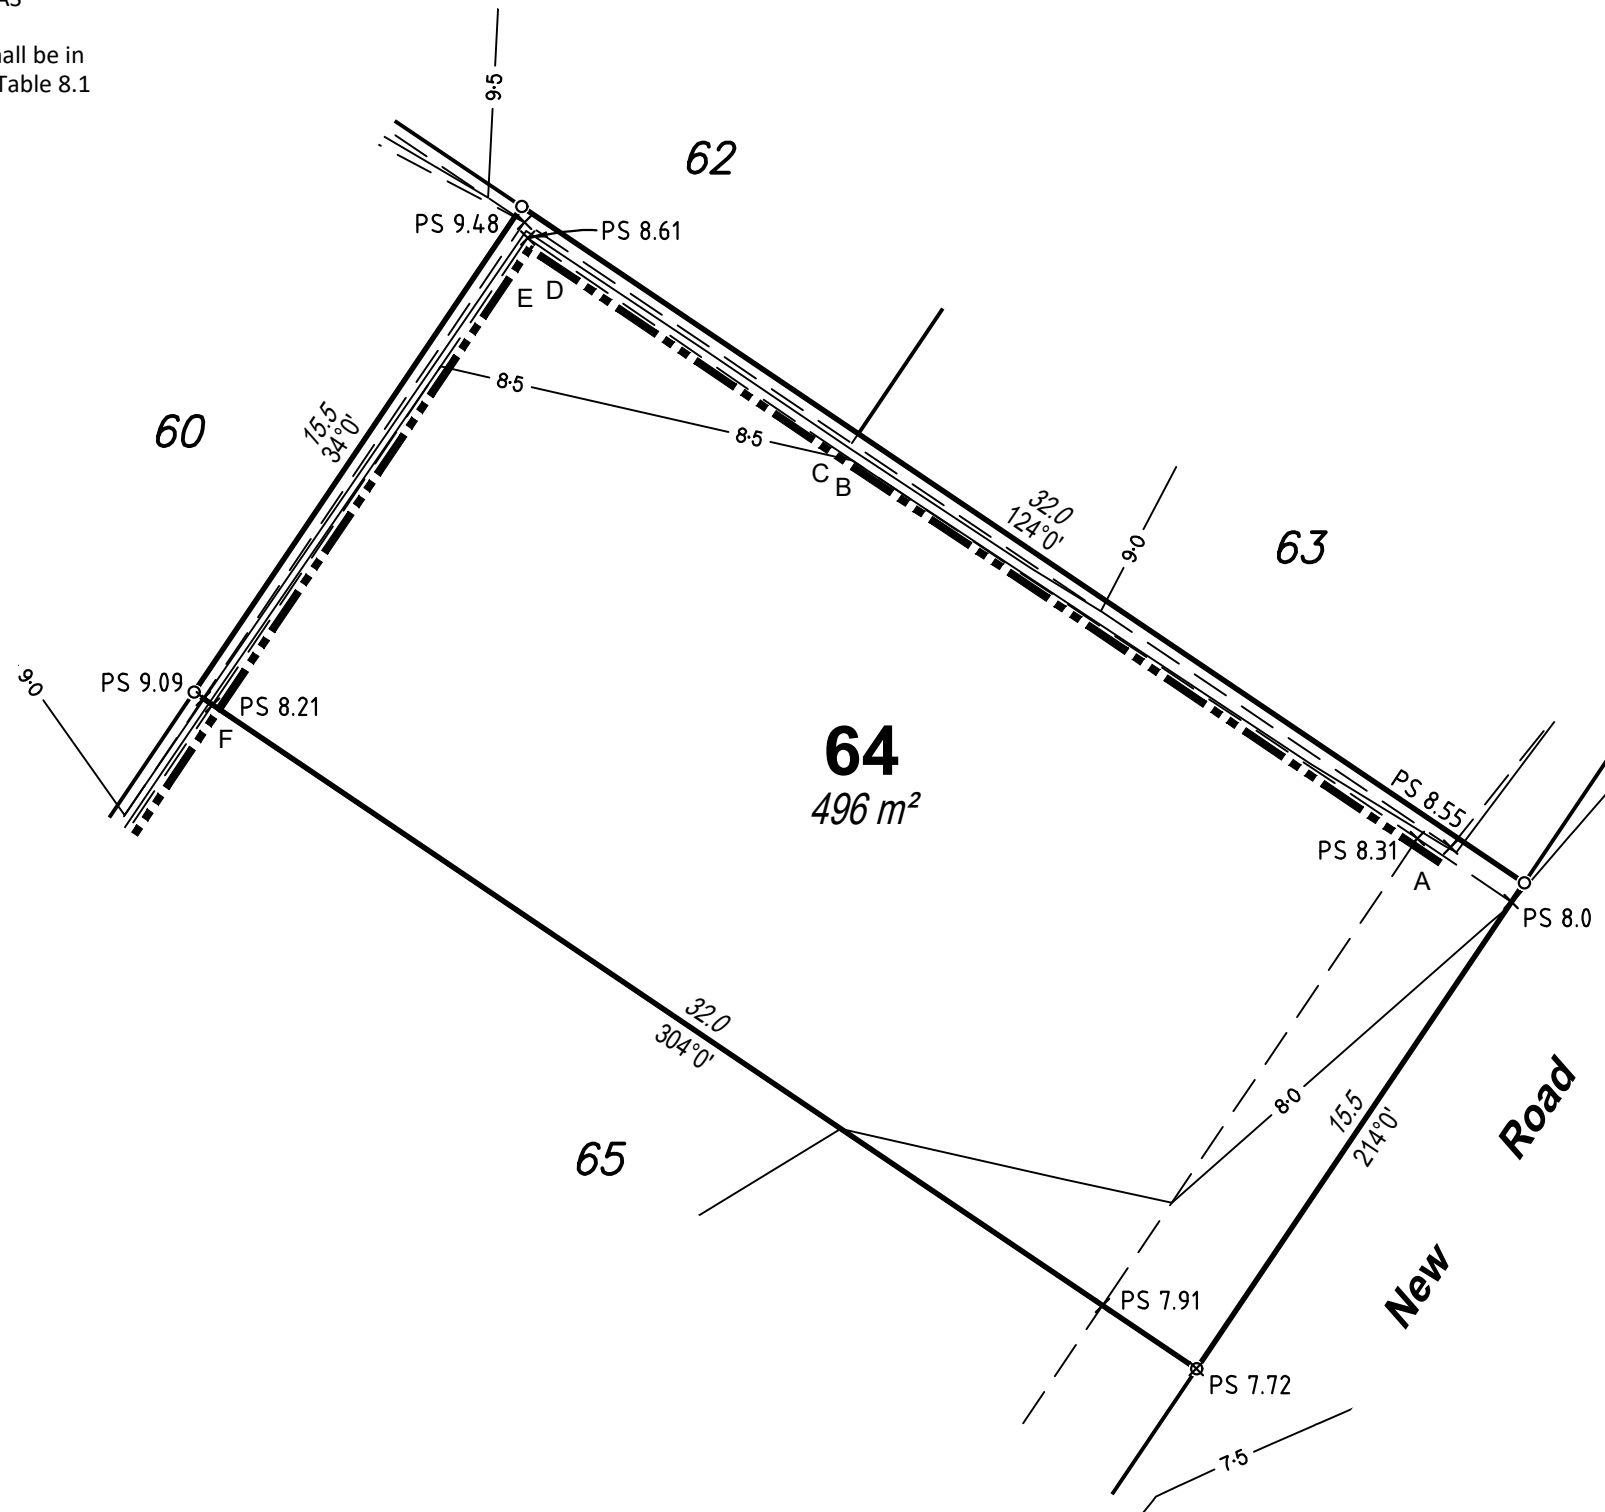 AS
hall be in
Table 8.1
9·5
62
PS 9.48
PS 8.61
E
D
8·5
8·5
60
15.5
34°0'
C
B
32.0
124°0'
9·0
63
9·0
PS 9.09
PS 8.21
F
64
496 m²
PS 8.55
PS 8.31
A
PS 8.0
32.0
304°0'
8·0
15.5
214°0'
65
New Road
PS 7.91
PS 7.72
7·5